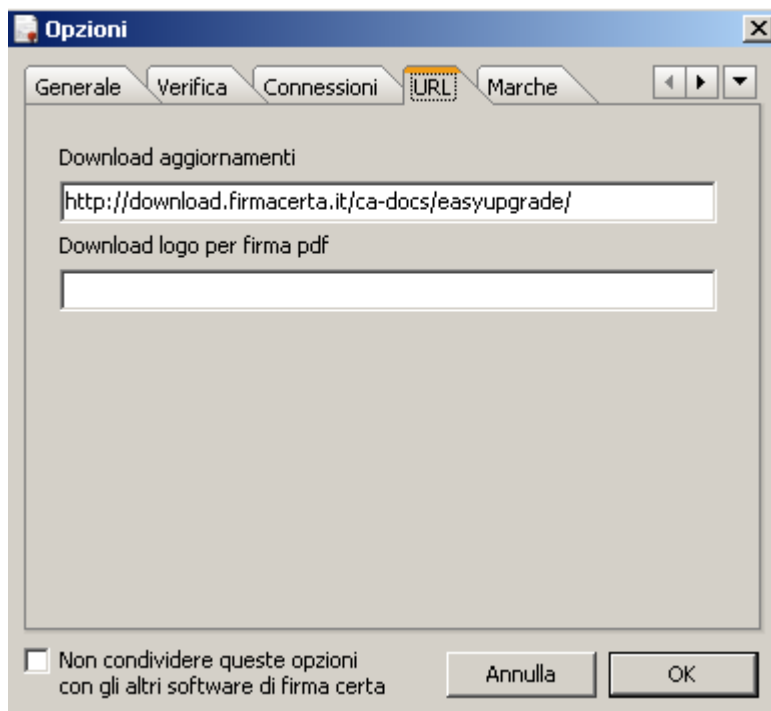 Opzioni
Generale Verifica Connessioni URL Marche
Download aggiornamenti
http://download.firmacerta.it/ca-docs/easyupgrade/
Download logo per firma pdf
Non condividere queste opzioni
con gli altri software di firma certa
Annulla OK